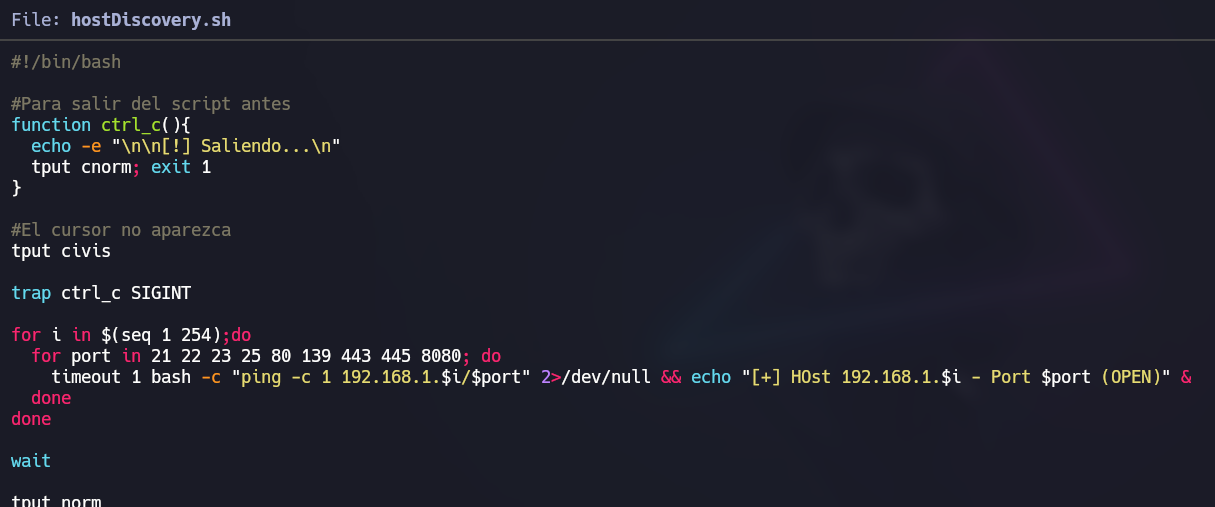 File: hostDiscovery.sh
#!/bin/bash
#Para salir del script antes
function ctrl_c(){
  echo -e "\n\n[!] Saliendo...\n"
  tput cnorm; exit 1
}
#El cursor no aparezca
tput civis
trap ctrl_c SIGINT
for i in $(seq 1 254);do
  for port in 21 22 23 25 80 139 443 445 8080; do
    timeout 1 bash -c "ping -c 1 192.168.1.$i/$port" 2>/dev/null && echo "[+] HOst 192.168.1.$i - Port $port (OPEN)" &
  done
done
wait
tput norm